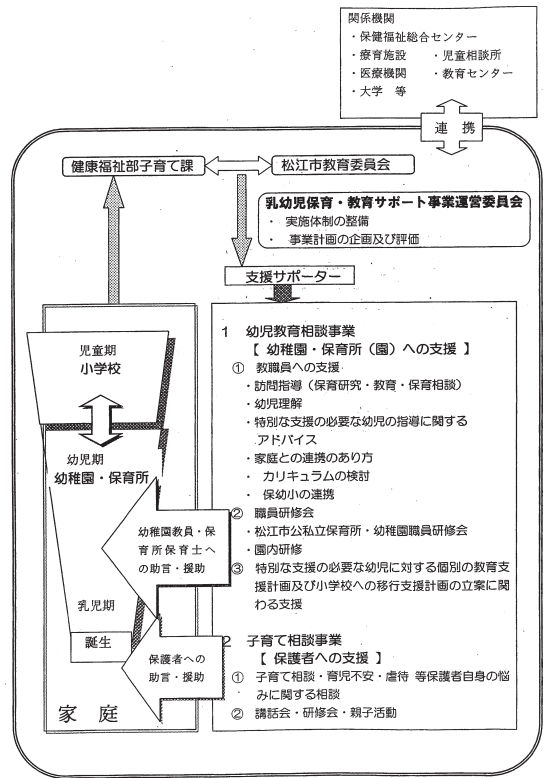 関係機関
・保健福祉総合センター
・療育施設　・児童相談所
・医療機関　・教育センター
・大学　等
連　携
健康福祉部子育て課
松江市教育委員会
乳幼児保育・教育サポート事業運営委員会
・　実施体制の整備
・　事業計画の企画及び評価
支援サポーター
児童期
小学校
幼児期
幼稚園・保育所
乳児期
誕生
家　庭
幼稚園教員・保
育所保育士へ
の助言・援助
保護者への
助言・援助
1　幼児教育相談事業
【 幼稚園・保育所（園）への支援 】
①　教職員への支援
・訪問指導（保育研究・教育・保育相談）
・幼児理解
・特別な支援の必要な幼児の指導に関する
アドバイス
・家庭との連携のあり方
・　カリキュラムの検討
・　保幼小の連携
②　職員研修会
・松江市公私立保育所・幼稚園職員研修会
・園内研修
③　特別な支援の必要な幼児に対する個別の教育支
援計画及び小学校への移行支援計画の立案に関
わる支援
2　子育て相談事業
【 保護者への支援 】
①　子育て相談・育児不安・虐待 等保護者自身の悩
みに関する相談
②　講話会・研修会・親子活動